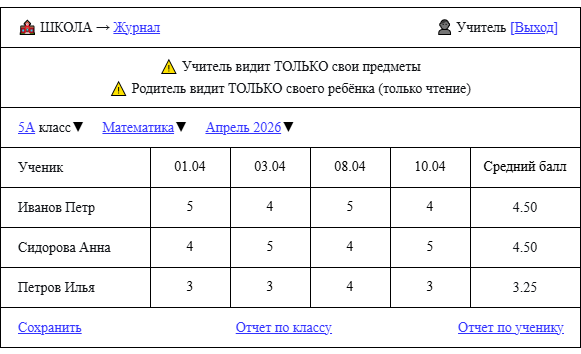 ШКОЛА → Журнал Учитель [Выход]
Учитель видит ТОЛЬКО свои предметы
Родитель видит ТОЛЬКО своего ребёнка (только чтение)
5А класс▼ Математика▼ Апрель 2026▼
Ученик 01.04 03.04 08.04 10.04 Средний балл
Иванов Петр 5 4 5 4 4.50
Сидорова Анна 4 5 4 5 4.50
Петров Илья 3 3 4 3 3.25
Сохранить Отчет по классу Отчет по ученику